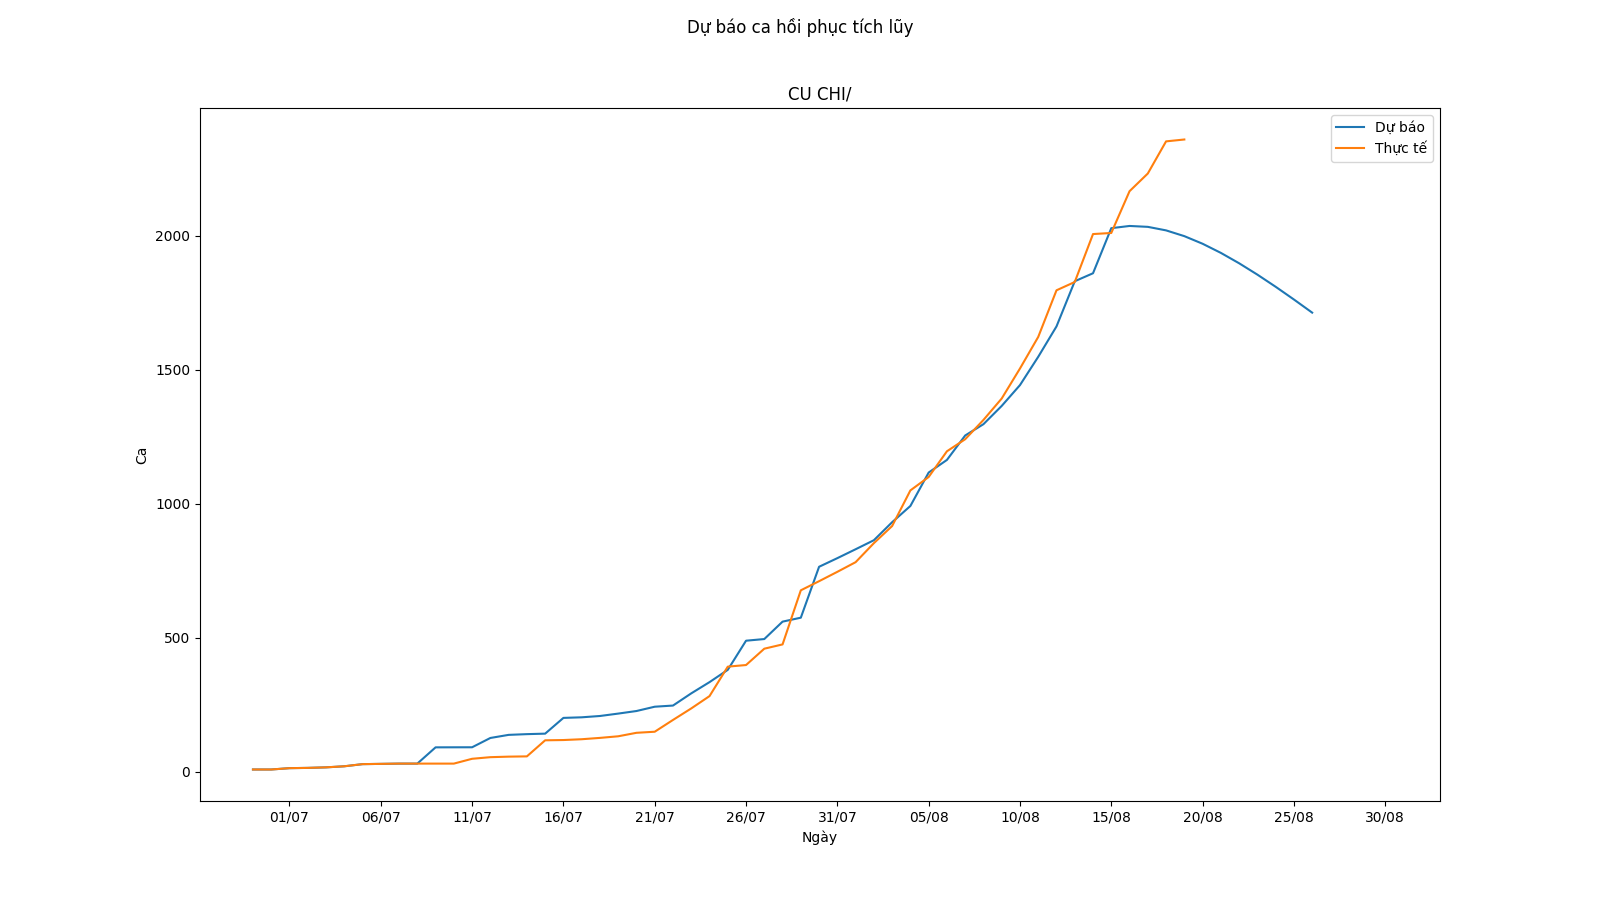 Dự báo ca hồi phục tích lũy
CU CHI/
Dự báo
Thực tế
2000
1500
1000
500
0
Ca
01/07 06/07 11/07 16/07 21/07 26/07 31/07 05/08 10/08 15/08 20/08 25/08 30/08
Ngày